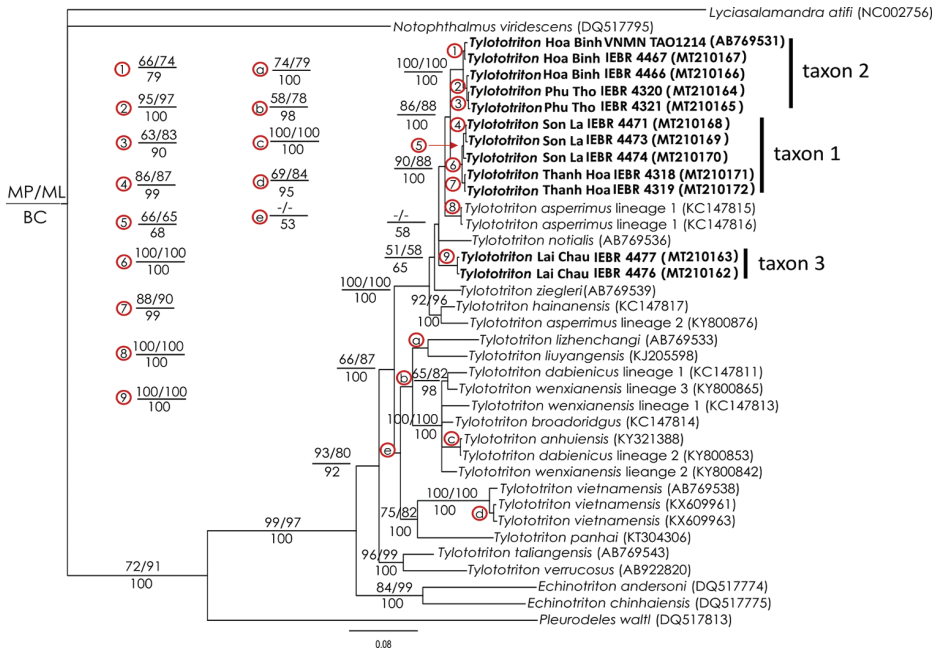 Lyciasalamandra atifi (NC002756)
Notophthalmus viridescens (DQ517795)
Tylototriton Hoa Binh VNMN TAO1214 (AB769531)
Tylototriton Hoa Binh IEBR 4467 (MT210167)
Tylototriton Hoa Binh IEBR 4466 (MT210166)
Tylototriton Phu Tho IEBR 4320 (MT210164)
Tylototriton Phu Tho IEBR 4321 (MT210165)
taxon 2
Tylototriton Son La IEBR 4471 (MT210168)
Tylototriton Son La IEBR 4473 (MT210169)
Tylototriton Son La IEBR 4474 (MT210170)
Tylototriton Thanh Hoa IEBR 4318 (MT210171)
Tylototriton Thanh Hoa IEBR 4319 (MT210172)
taxon 1
Tylototriton asperrimus lineage 1 (KC147815)
Tylototriton asperrimus lineage 1 (KC147816)
Tylototriton notialis (AB769536)
Tylototriton Lai Chau IEBR 4477 (MT210163)
Tylototriton Lai Chau IEBR 4476 (MT210162)
taxon 3
Tylototriton ziegleri(AB769539)
Tylototriton hainanensis (KC147817)
Tylototriton asperrimus lineage 2 (KY800876)
Tylototriton lizhenchangi (AB769533)
Tylototriton liuyangensis (KJ205598)
Tylototriton dabienicus lineage 1 (KC147811)
Tylototriton wenxianensis lineage 3 (KY800865)
Tylototriton wenxianensis lineage 1 (KC147813)
Tylototriton broadoridgus (KC147814)
Tylototriton anhuiensis (KY321388)
Tylototriton dabienicus lineage 2 (KY800853)
Tylototriton wenxianensis lieange 2 (KY800842)
Tylototriton vietnamensis (AB769538)
Tylototriton vietnamensis (KX609961)
Tylototriton vietnamensis (KX609963)
Tylototriton panhai (KT304306)
Tylototriton taliangensis (AB769543)
Tylototriton verrucosus (AB922820)
Echinotriton andersoni (DQ517774)
Echinotriton chinhaiensis (DQ517775)
Pleurodeles waltl (DQ517813)
MP/ML
BC
1 66/74
79
2 95/97
100
3 63/83
90
4 86/87
99
5 66/65
68
6 100/100
100
7 88/90
99
8 100/100
100
9 100/100
100
a 74/79
100
b 58/78
98
c 100/100
100
d 69/84
95
e -/-
53
100/100
100
86/88
100
90/88
100
-/-
58
51/58
65
100/100
100
92/96
100
66/87
100
65/82
98
100/100
100
93/80
92
100/100
100
75/82
100
99/97
100
96/99
100
72/91
100
84/99
100
1
2
3
4
5
6
7
8
9
a
b
c
d
e
0.08